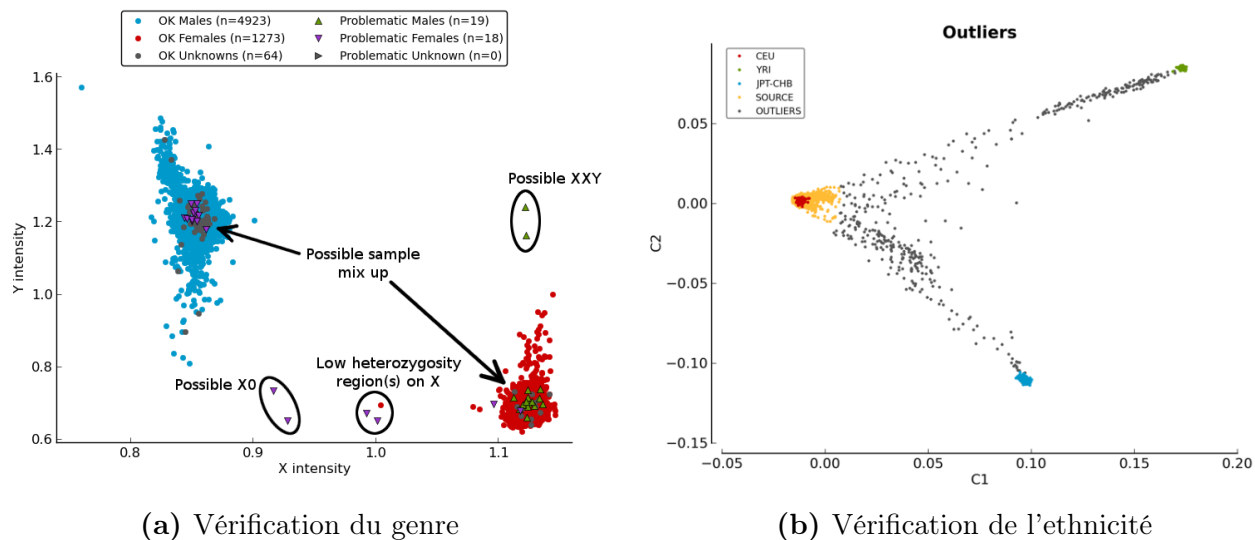 OK Males (n=4923)
OK Females (n=1273)
OK Unknowns (n=64)
Problematic Males (n=19)
Problematic Females (n=18)
Problematic Unknown (n=0)
1.6
1.4
1.2
1.0
0.8
0.6
Y intensity
Possible XXY
Possible sample
mix up
Possible X0
Low heterozygosity
region(s) on X
0.8
0.9
1.0
1.1
X intensity
(a) Vérification du genre
Outliers
CEU
YRI
JPT-CHB
SOURCE
OUTLIERS
0.05
0.00
−0.05
−0.10
−0.15
C2
−0.05
0.00
0.05
0.10
0.15
0.20
C1
(b) Vérification de l'ethnicité